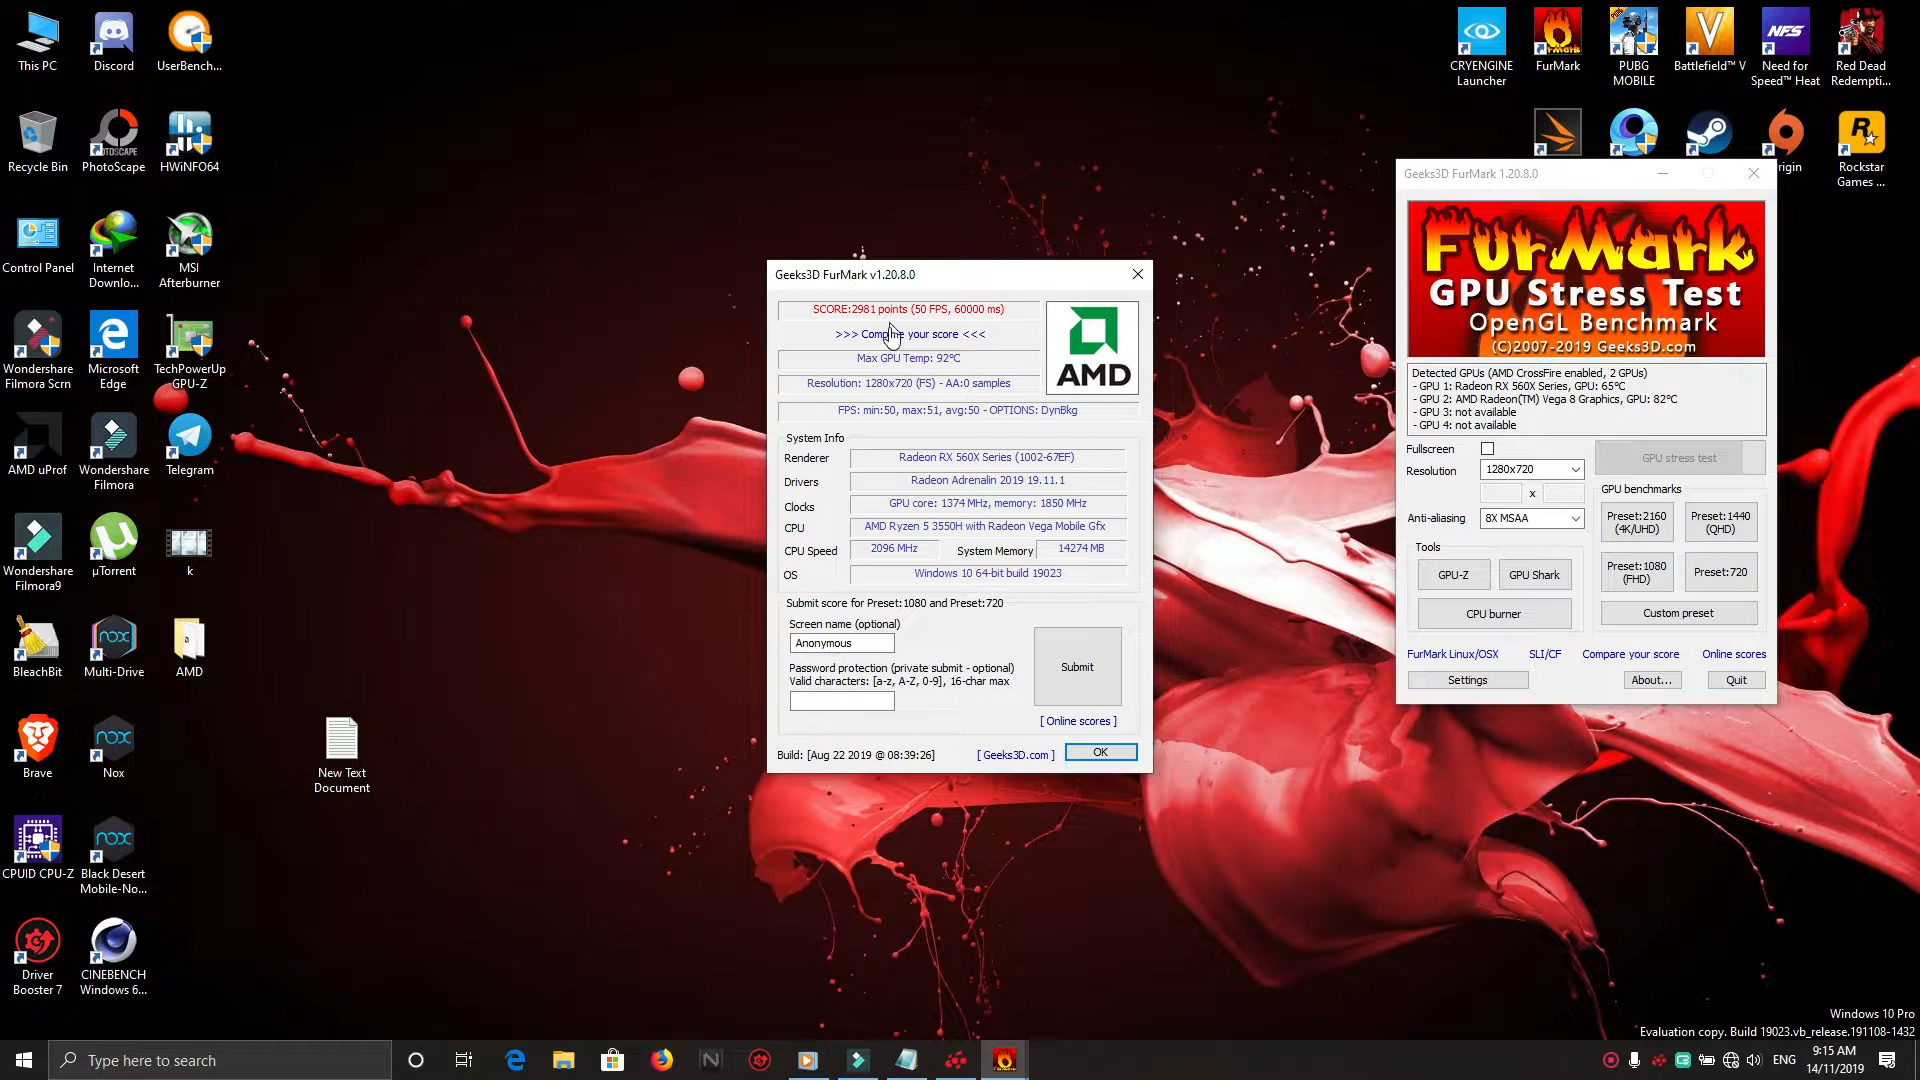 This PC
Discord
UserBench...
Recycle Bin
PhotoScape
HWiNFO64
Control Panel
Internet
Downlo...
MSI
Afterburner
Wondershare
Filmora Scrn
Microsoft
Edge
TechPowerUp
GPU-Z
AMD uProf
Wondershare
Filmora
Telegram
Wondershare
Filmora9
µTorrent
k
BleachBit
Multi-Drive
AMD
Brave
Nox
New Text
Document
CPUID CPU-Z
Black Desert
Mobile-No...
Driver
Booster 7
CINEBENCH
Windows 6...
CRYENGINE
Launcher
FurMark
PUBG
MOBILE
Battlefield™ V
Need for
Speed™ Heat
Red Dead
Redempti...
Rockstar
Games ...
Geeks3D FurMark v1.20.8.0
SCORE:2981 points (50 FPS, 60000 ms)
>>> Compare your score <<<
Max GPU Temp: 92°C
Resolution: 1280x720 (FS) - AA:0 samples
AMD
FPS: min:50, max:51, avg:50 - OPTIONS: DynBkg
System Info
Renderer Radeon RX 560X Series (1002-67EF)
Drivers Radeon Adrenalin 2019 19.11.1
Clocks GPU core: 1374 MHz, memory: 1850 MHz
CPU AMD Ryzen 5 3550H with Radeon Vega Mobile Gfx
CPU Speed 2096 MHz System Memory 14274 MB
OS Windows 10 64-bit build 19023
Submit score for Preset:1080 and Preset:720
Screen name (optional)
Anonymous
Password protection (private submit - optional)
Valid characters: [a-z, A-Z, 0-9], 16-char max
Submit
[ Online scores ]
Build: [Aug 22 2019 @ 08:39:26] [ Geeks3D.com ] OK
Geeks3D FurMark 1.20.8.0
FurMark
GPU Stress Test
OpenGL Benchmark
(C)2007-2019 Geeks3D.com
Detected GPUs (AMD CrossFire enabled, 2 GPUs)
- GPU 1: Radeon RX 560X Series, GPU: 65°C
- GPU 2: AMD Radeon(TM) Vega 8 Graphics, GPU: 82°C
- GPU 3: not available
- GPU 4: not available
Fullscreen
Resolution 1280x720
x
Anti-aliasing 8X MSAA
GPU stress test
GPU benchmarks
Preset:2160
(4K/UHD)
Preset:1440
(QHD)
Preset:1080
(FHD)
Preset:720
Custom preset
Tools
GPU-Z GPU Shark
CPU burner
FurMark Linux/OSX SLI/CF Compare your score Online scores
Settings About... Quit
Windows 10 Pro
Evaluation copy. Build 19023.vb_release.191108-1432
Type here to search
ENG
9:15 AM
14/11/2019